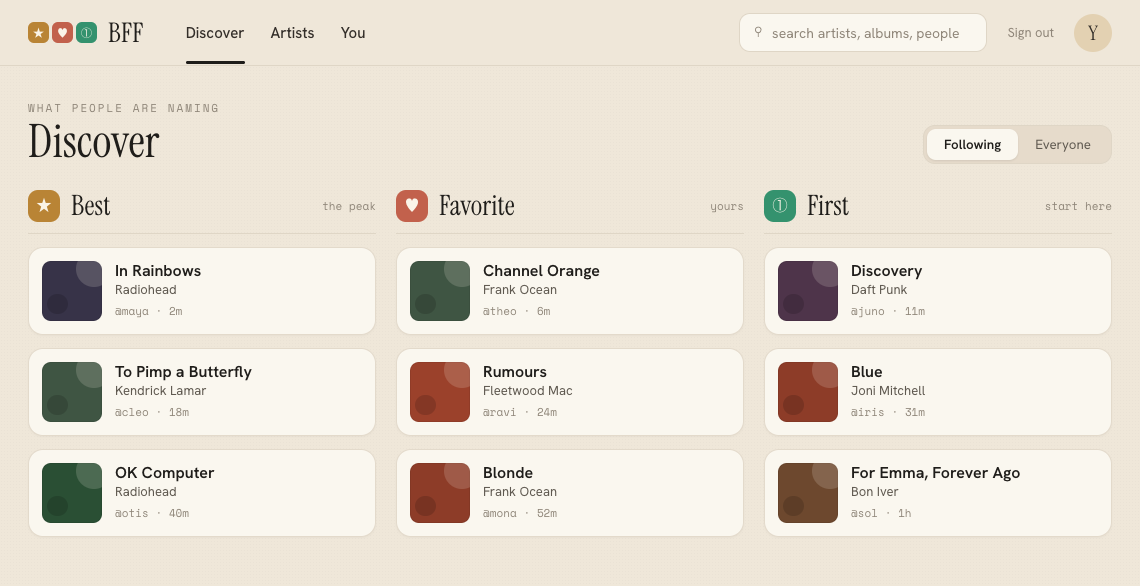 ★ ♥ ① BFF
Discover
Artists
You
search artists, albums, people
Sign out
Y
WHAT PEOPLE ARE NAMING
Discover
Following
Everyone
★ Best
the peak
In Rainbows
Radiohead
@maya · 2m
To Pimp a Butterfly
Kendrick Lamar
@cleo · 18m
OK Computer
Radiohead
@otis · 40m
♥ Favorite
yours
Channel Orange
Frank Ocean
@theo · 6m
Rumours
Fleetwood Mac
@ravi · 24m
Blonde
Frank Ocean
@mona · 52m
① First
start here
Discovery
Daft Punk
@juno · 11m
Blue
Joni Mitchell
@iris · 31m
For Emma, Forever Ago
Bon Iver
@sol · 1h